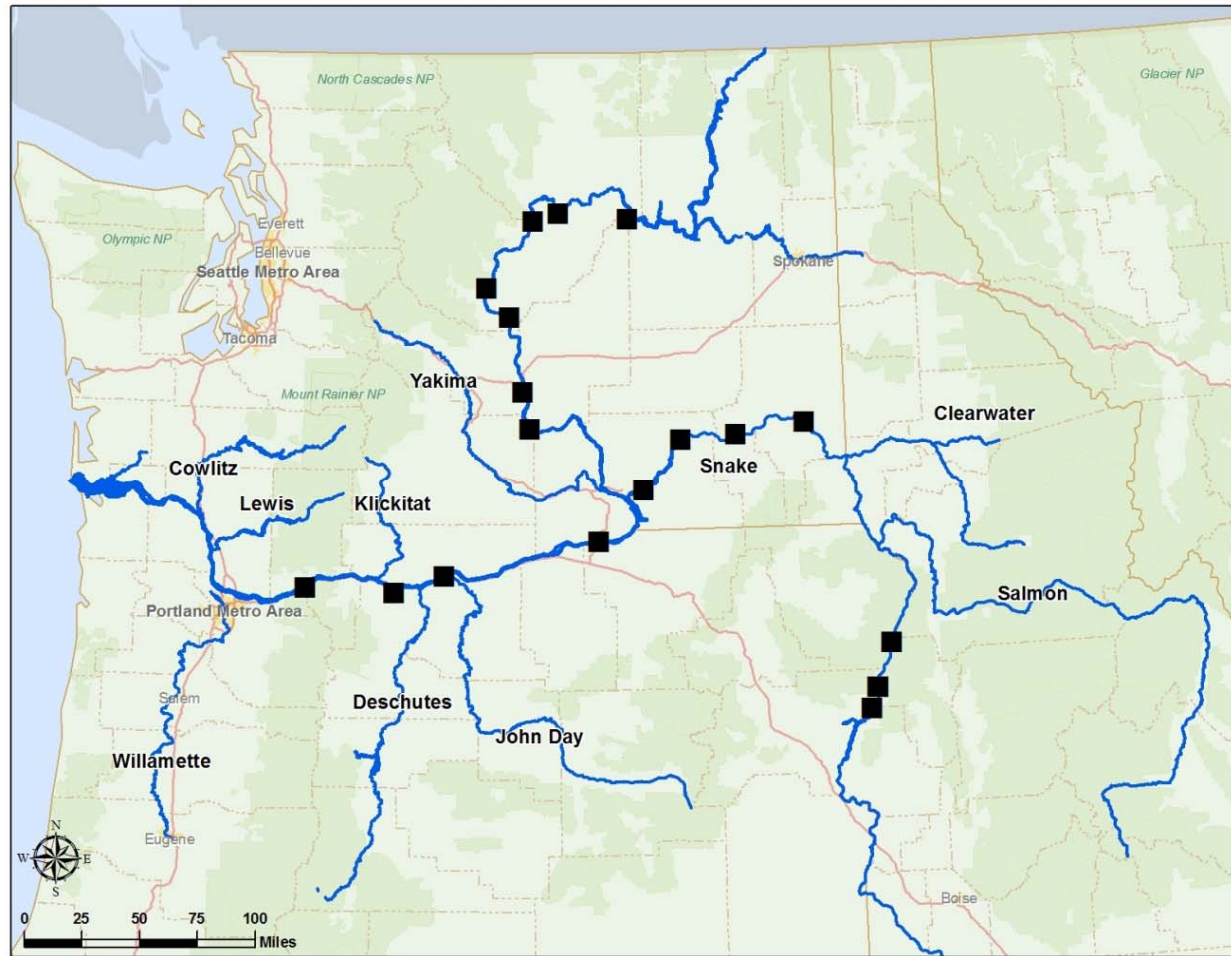 North Cascades NP
Glacier NP
Everett
Olympic NP
Bellevue
Seattle Metro Area
Spokane
Tacoma
Yakima
Mount Rainier NP
Clearwater
Cowlitz
Snake
Lewis
Klickitat
Salmon
Portland Metro Area
Salem
Deschutes
John Day
Willamette
Eugene
N
W
E
S
Boise
0 25 50 75 100
Miles